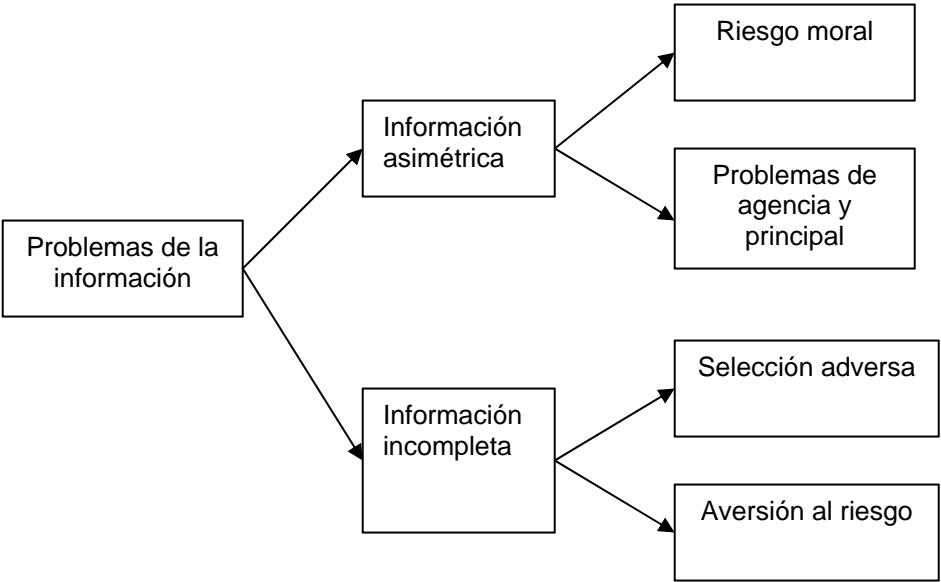 Problemas de la
información
Información
asimétrica
Riesgo moral
Problemas de
agencia y
principal
Información
incompleta
Selección adversa
Aversión al riesgo